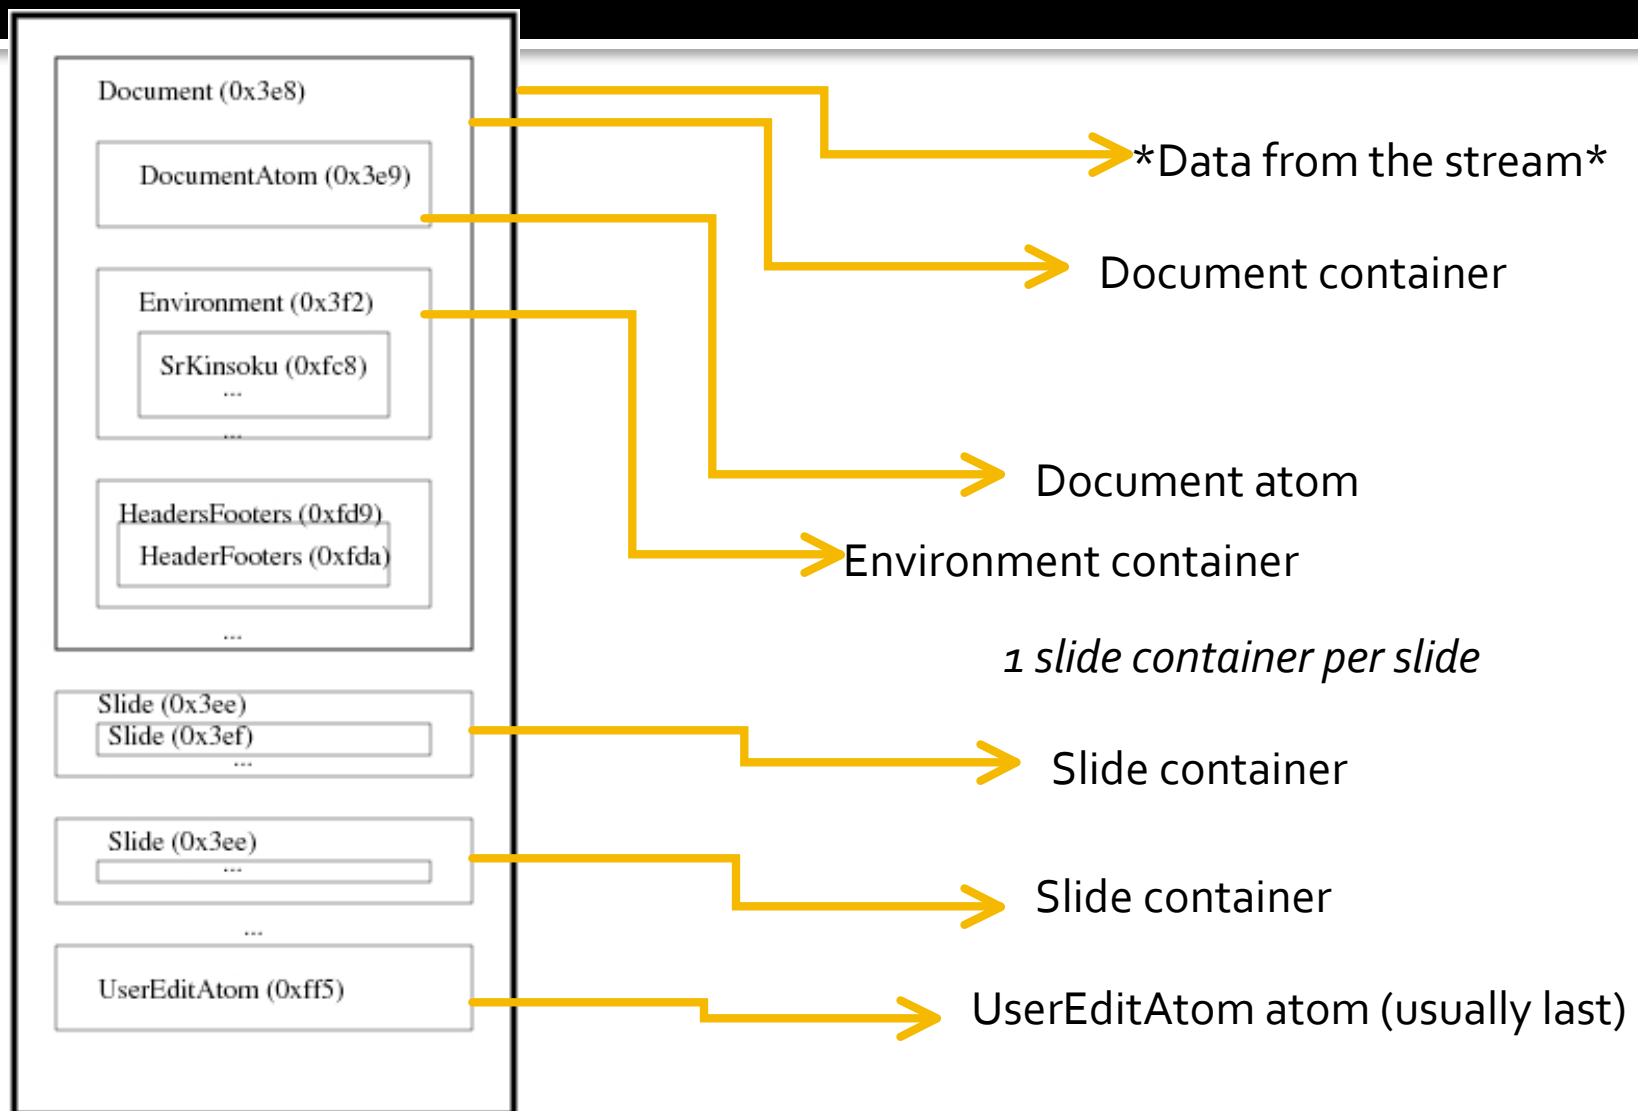 Document (0x3e8)
DocumentAtom (0x3e9)
Environment (0x3f2)
SrKinsoku (0xfc8)
...
...
HeadersFooters (0xfd9)
HeaderFooters (0xfda)
...
Slide (0x3ee)
Slide (0x3ef)
...
Slide (0x3ee)
...
...
UserEditAtom (0xff5)
*Data from the stream*
Document container
Document atom
Environment container
1 slide container per slide
Slide container
Slide container
UserEditAtom atom (usually last)